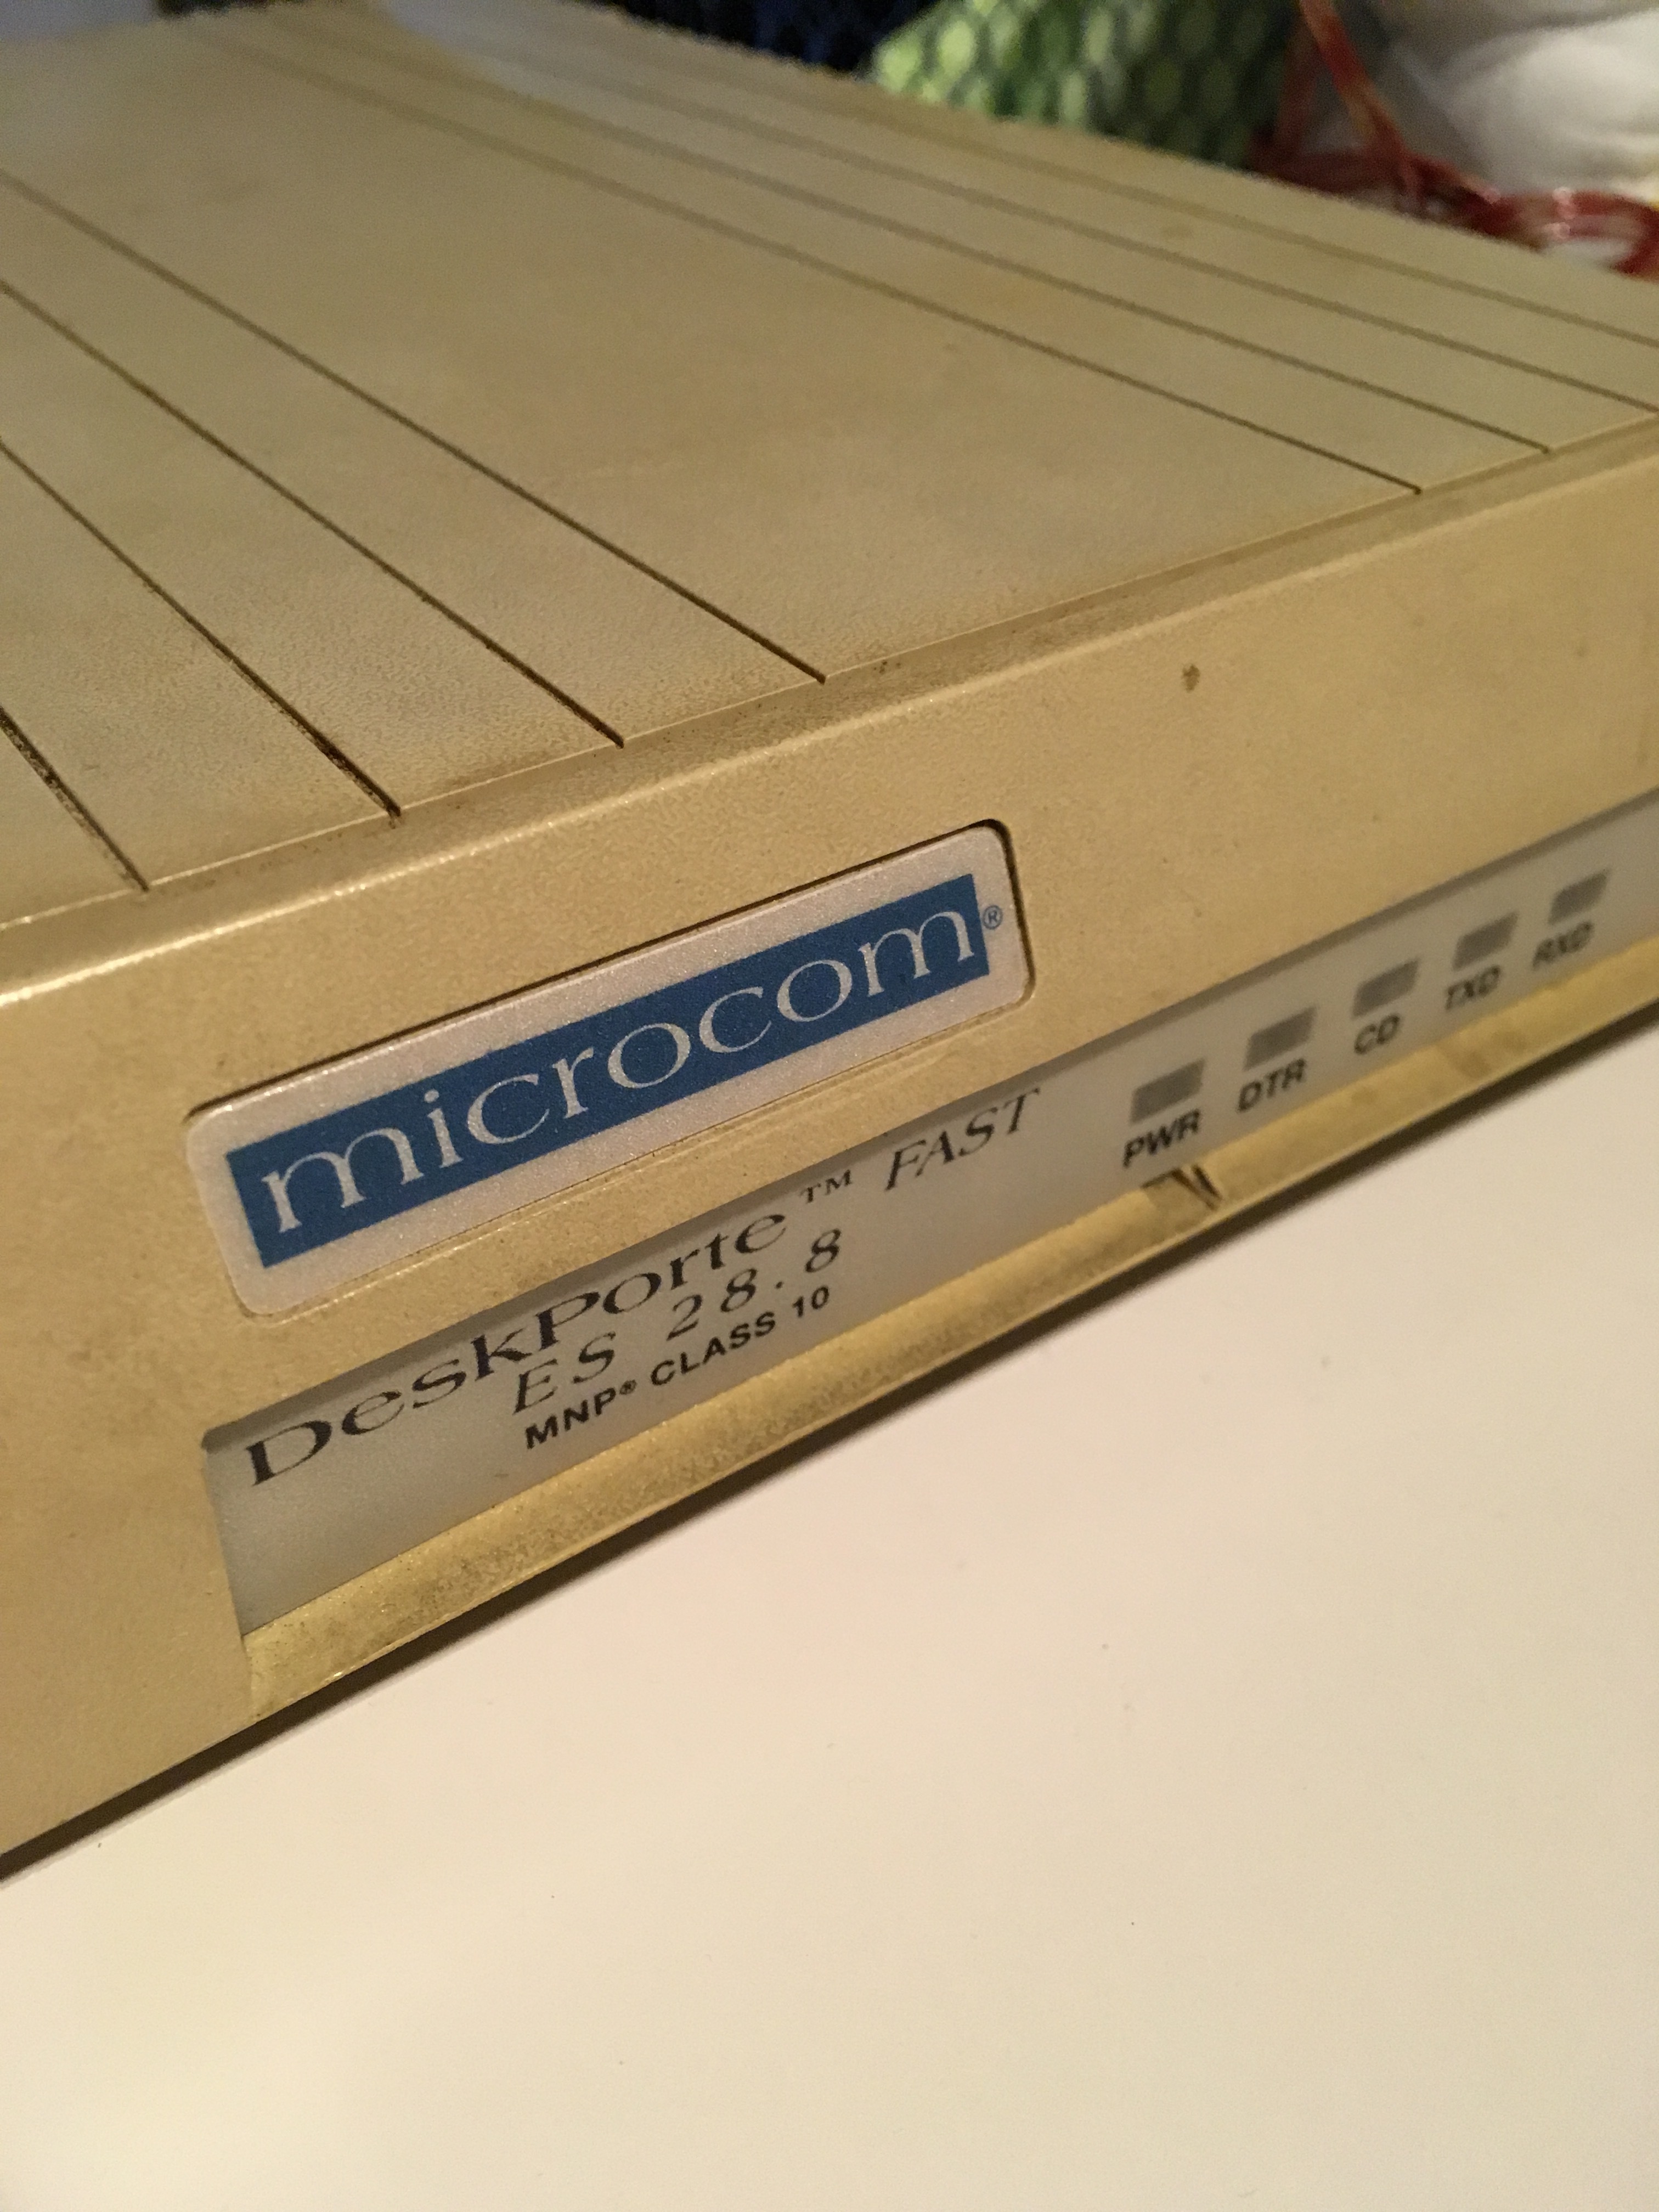 microcom®
DeskPorte™ FAST
ES 28.8
MNP® CLASS 10
PWR DTR CD TXD RXD